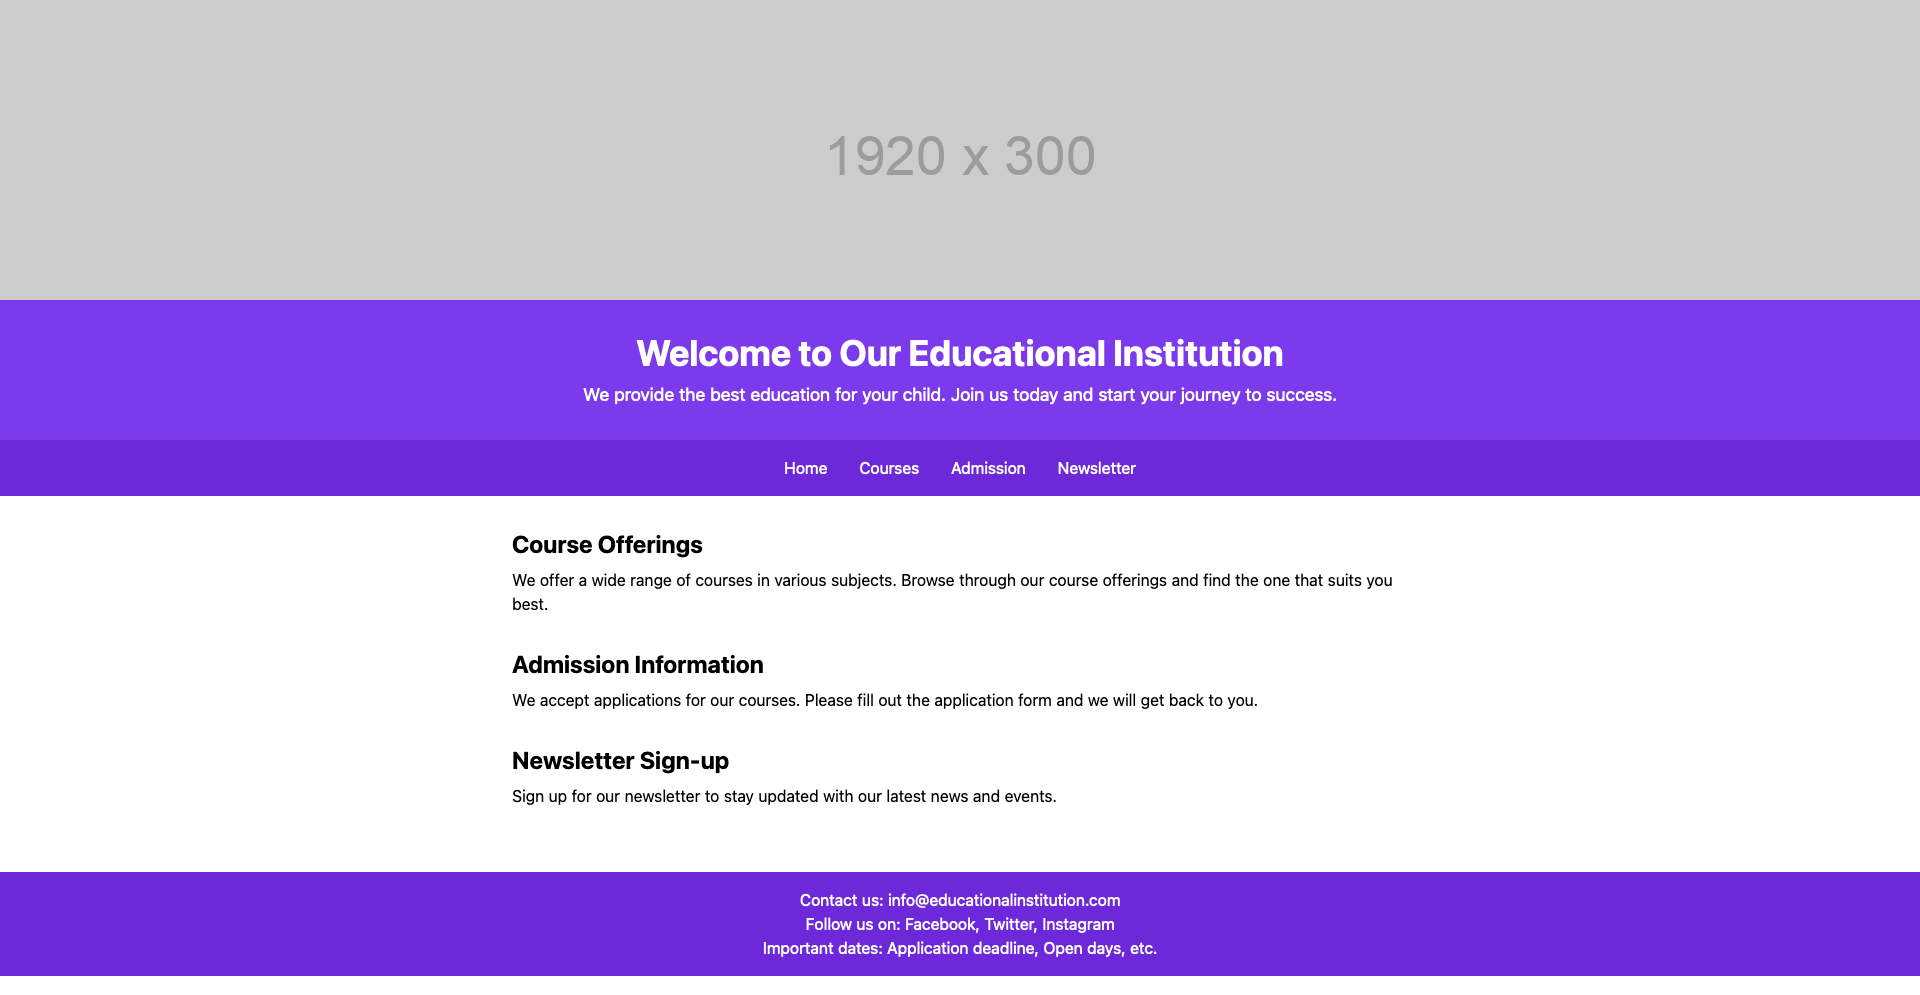 1920 x 300
Welcome to Our Educational Institution
We provide the best education for your child. Join us today and start your journey to success.
Home Courses Admission Newsletter
Course Offerings
We offer a wide range of courses in various subjects. Browse through our course offerings and find the one that suits you
best.
Admission Information
We accept applications for our courses. Please fill out the application form and we will get back to you.
Newsletter Sign-up
Sign up for our newsletter to stay updated with our latest news and events.
Contact us: info@educationalinstitution.com
Follow us on: Facebook, Twitter, Instagram
Important dates: Application deadline, Open days, etc.